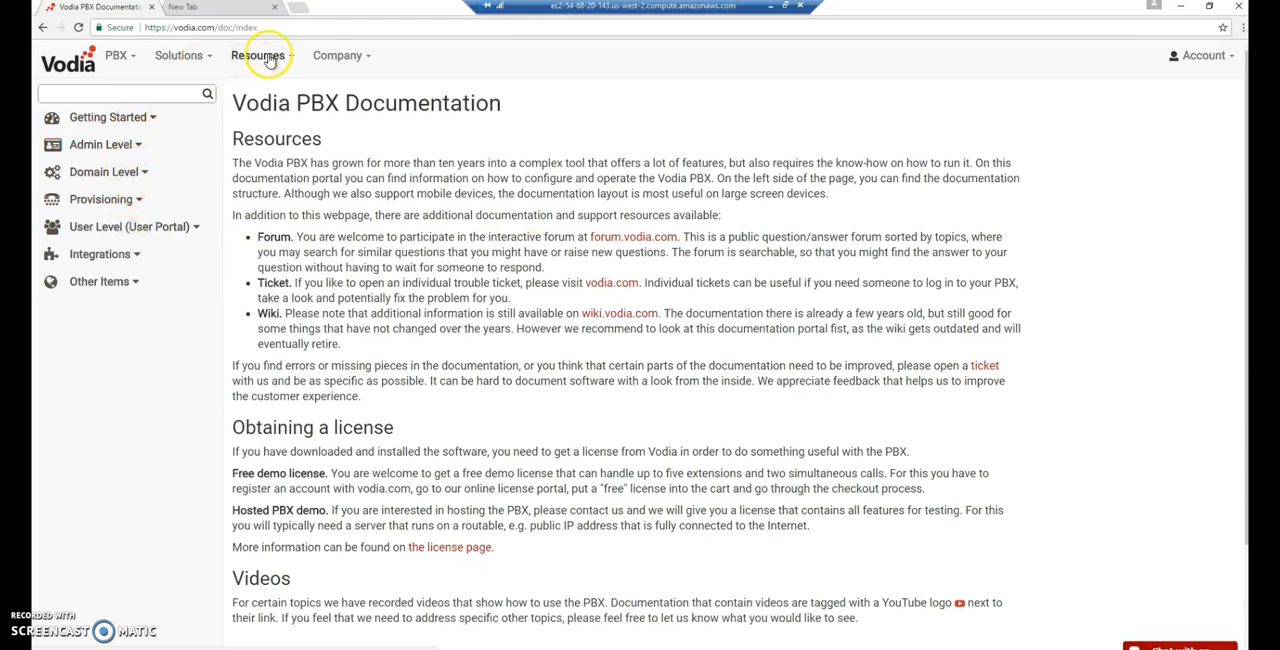 Vodia PBX Documentatio
New Tab
ec2-54-68-20-143.us-west-2.compute.amazonaws.com
Secure
https://vodia.com/doc/index
Vodia
PBX
Solutions
Resources
Company
Account
Getting Started
Admin Level
Domain Level
Provisioning
User Level (User Portal)
Integrations
Other Items
Vodia PBX Documentation
Resources
The Vodia PBX has grown for more than ten years into a complex tool that offers a lot of features, but also requires the know-how on how to run it. On this
documentation portal you can find information on how to configure and operate the Vodia PBX. On the left side of the page, you can find the documentation
structure. Although we also support mobile devices, the documentation layout is most useful on large screen devices.
In addition to this webpage, there are additional documentation and support resources available:
• Forum. You are welcome to participate in the interactive forum at forum.vodia.com. This is a public question/answer forum sorted by topics, where
you may search for similar questions that you might have or raise new questions. The forum is searchable, so that you might find the answer to your
question without having to wait for someone to respond.
• Ticket. If you like to open an individual trouble ticket, please visit vodia.com. Individual tickets can be useful if you need someone to log in to your PBX,
take a look and potentially fix the problem for you.
• Wiki. Please note that additional information is still available on wiki.vodia.com. The documentation there is already a few years old, but still good for
some things that have not changed over the years. However we recommend to look at this documentation portal fist, as the wiki gets outdated and will
eventually retire.
If you find errors or missing pieces in the documentation, or you think that certain parts of the documentation need to be improved, please open a ticket
with us and be as specific as possible. It can be hard to document software with a look from the inside. We appreciate feedback that helps us to improve
the customer experience.
Obtaining a license
If you have downloaded and installed the software, you need to get a license from Vodia in order to do something useful with the PBX.
Free demo license. You are welcome to get a free demo license that can handle up to five extensions and two simultaneous calls. For this you have to
register an account with vodia.com, go to our online license portal, put a "free" license into the cart and go through the checkout process.
Hosted PBX demo. If you are interested in hosting the PBX, please contact us and we will give you a license that contains all features for testing. For this
you will typically need a server that runs on a routable, e.g. public IP address that is fully connected to the Internet.
More information can be found on the license page.
Videos
For certain topics we have recorded videos that show how to use the PBX. Documentation that contain videos are tagged with a YouTube logo next to
their link. If you feel that we need to address specific other topics, please feel free to let us know what you would like to see.
RECORDED WITH
SCREENCAST MATIC
Chat with us